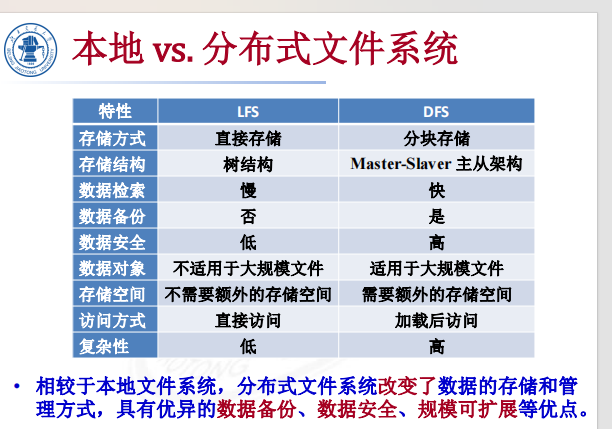 本地 vs. 分布式文件系统
特性 LFS DFS
存储方式 直接存储 分块存储
存储结构 树结构 Master-Slaver 主从架构
数据检索 慢 快
数据备份 否 是
数据安全 低 高
数据对象 不适用于大规模文件 适用于大规模文件
存储空间 不需要额外的存储空间 需要额外的存储空间
访问方式 直接访问 加载后访问
复杂性 低 高
• 相较于本地文件系统，分布式文件系统改变了数据的存储和管
理方式，具有优异的数据备份、数据安全、规模可扩展等优点。